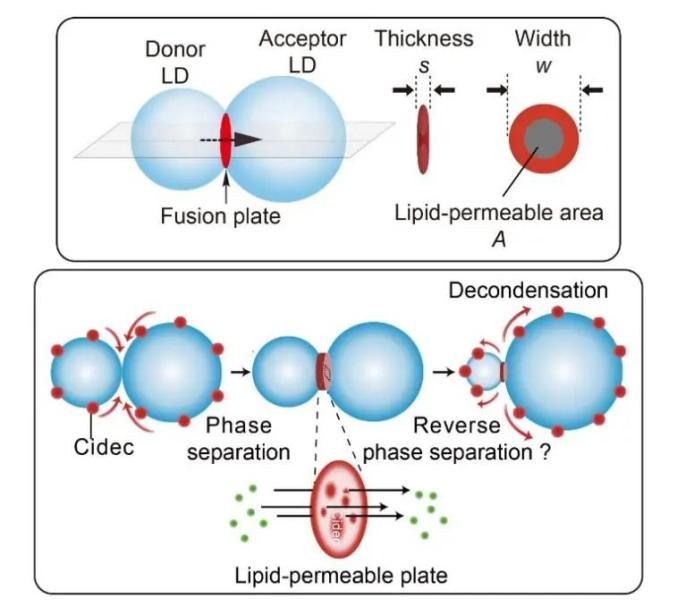 Donor
LD
Acceptor
LD
Thickness
s
Width
w
Fusion plate
Lipid-permeable area
A
Decondensation
Cidec
Phase
separation
Reverse
phase separation ?
Cidec
Lipid-permeable plate